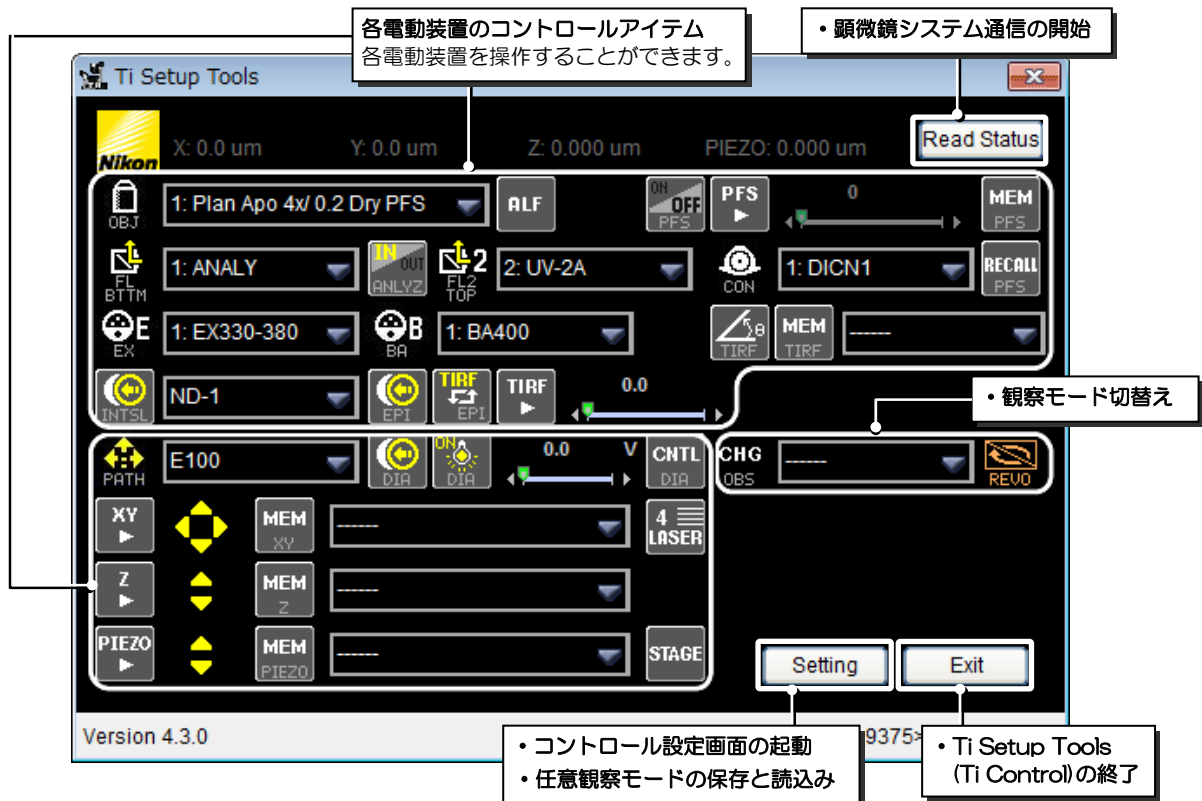 各電動装置のコントロールアイテム
各電動装置を操作することができます。
・顕微鏡システム通信の開始
Ti Setup Tools
Nikon
X: 0.0 um Y: 0.0 um Z: 0.000 um PIEZO: 0.000 um
Read Status
OBJ
1: Plan Apo 4x/ 0.2 Dry PFS
ALF
ON OFF
PFS
PFS
0
MEM
PFS
FL
BTTM
1: ANALY
IN OUT
ANLYZ
2
FL2
TOP
2: UV-2A
CON
1: DICN1
RECALL
PFS
E
EX
1: EX330-380
B
BA
1: BA400
θ
TIRF
MEM
TIRF
------
INTSL
ND-1
EPI
TIRF
EPI
TIRF
0.0
・観察モード切替え
PATH
E100
DIA
ON
DIA
0.0 V
CNTL
DIA
CHG
OBS
------
REVO
XY
MEM
XY
------
4
LASER
Z
MEM
Z
------
PIEZO
MEM
PIEZO
------
STAGE
Setting
Exit
Version 4.3.0
9375
・コントロール設定画面の起動
・任意観察モードの保存と読込み
・Ti Setup Tools
(Ti Control)の終了